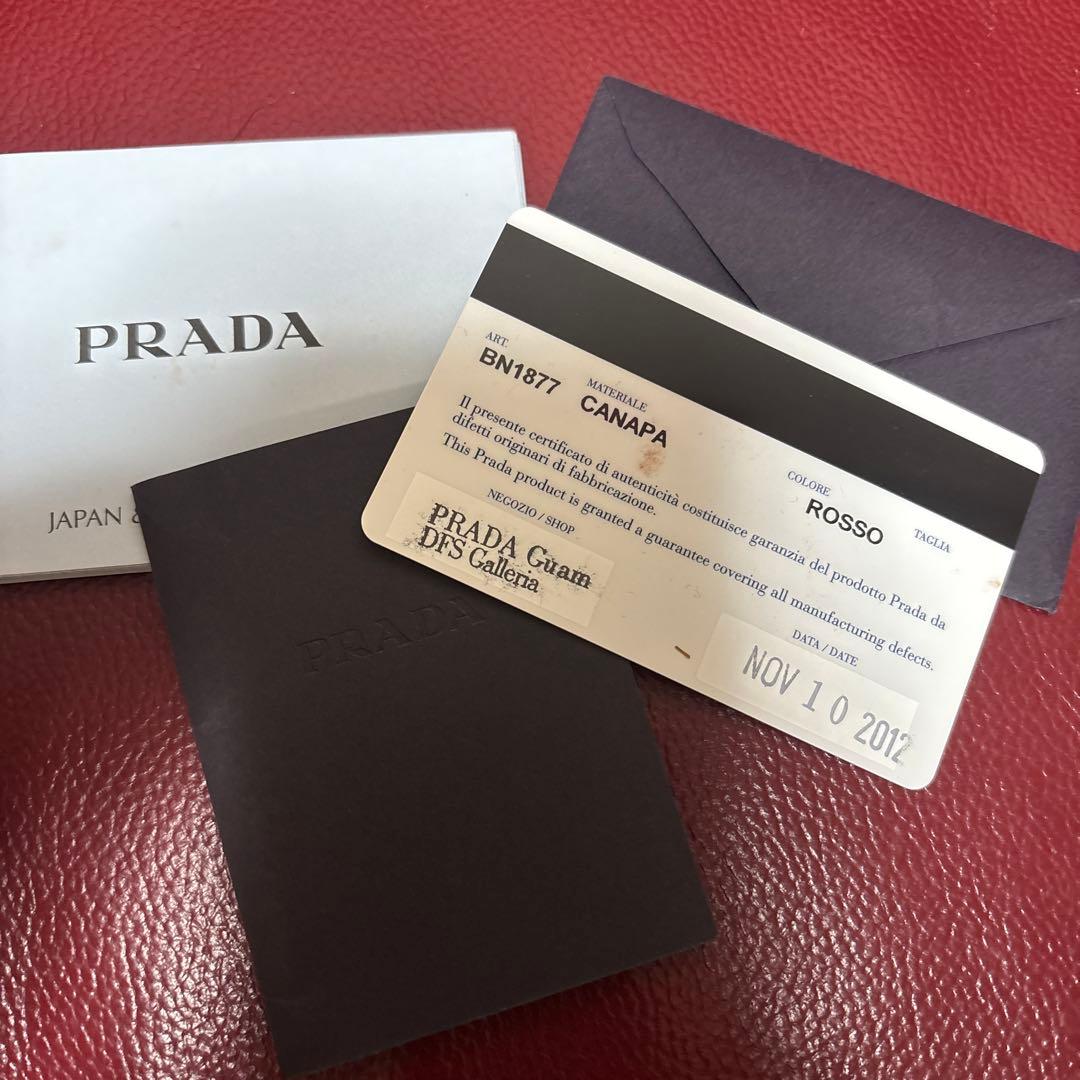 PRADA
JAPAN &
PRADA
ART.
BN1877
MATERIALE
CANAPA
COLORE
ROSSO
TAGLIA
Il presente certificato di autenticità costituisce garanzia del prodotto Prada da
difetti originari di fabbricazione.
This Prada product is granted a guarantee covering all manufacturing defects.
NEGOZIO / SHOP
PRADA Guam
DFS Galleria
DATA / DATE
NOV 10 2012